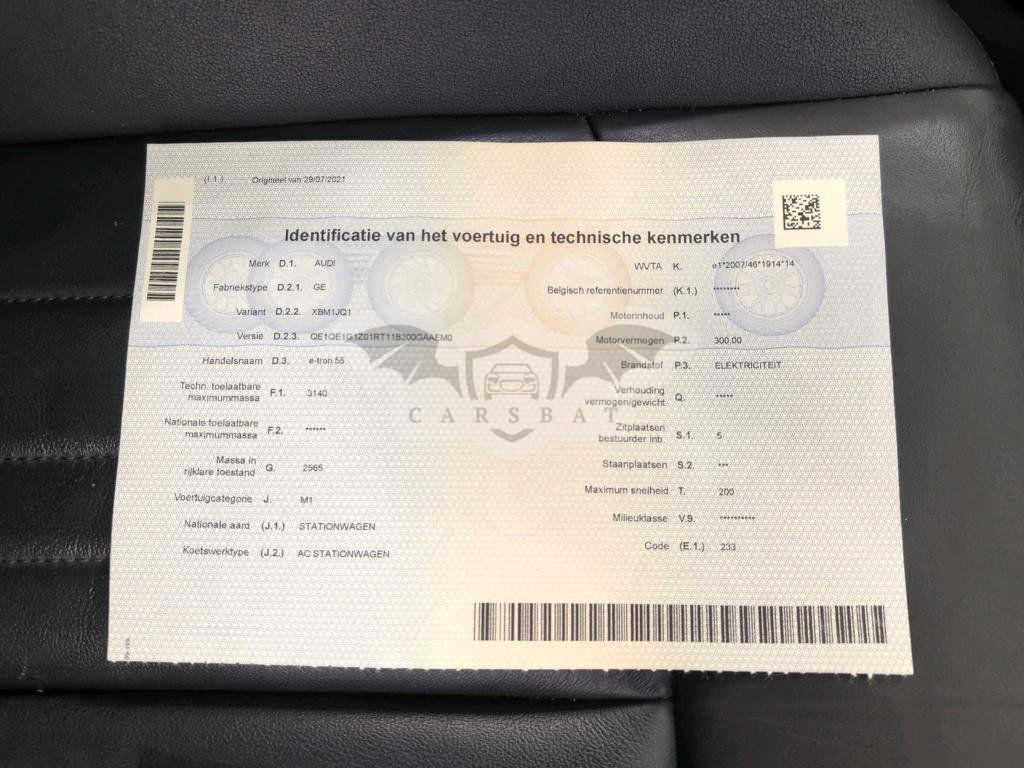 (I.1.) Origineel van 29/07/2021
Identificatie van het voertuig en technische kenmerken
Merk D.1. AUDI
Fabriekstype D.2.1. GE
Variant D.2.2. XBM1JQ1
Versie D.2.3. QE1QE1G1Z01RT11B200GAAEM0
Handelsnaam D.3. e-tron 55
Techn. toelaatbare
maximummassa F.1. 3140
Nationale toelaatbare
maximummassa F.2. ******
Massa in
rijklare toestand G. 2565
Voertuigcategorie J. M1
Nationale aard (J.1.) STATIONWAGEN
Koetswerktype (J.2.) AC STATIONWAGEN
WVTA K. e1*2007/46*1914*14
Belgisch referentienummer (K.1.) ********
Motorinhoud P.1. *****
Motorvermogen P.2. 300,00
Brandstof P.3. ELEKTRICITEIT
Verhouding
vermogen/gewicht Q. *****
Zitplaatsen
bestuurder inb. S.1. 5
Staanplaatsen S.2. ***
Maximum snelheid T. 200
Milieuklasse V.9. **********
Code (E.1.) 233
CARSBAT